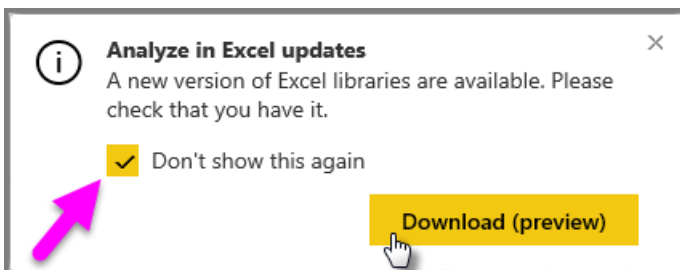 Analyze in Excel updates
A new version of Excel libraries are available. Please
check that you have it.
Don't show this again
Download (preview)